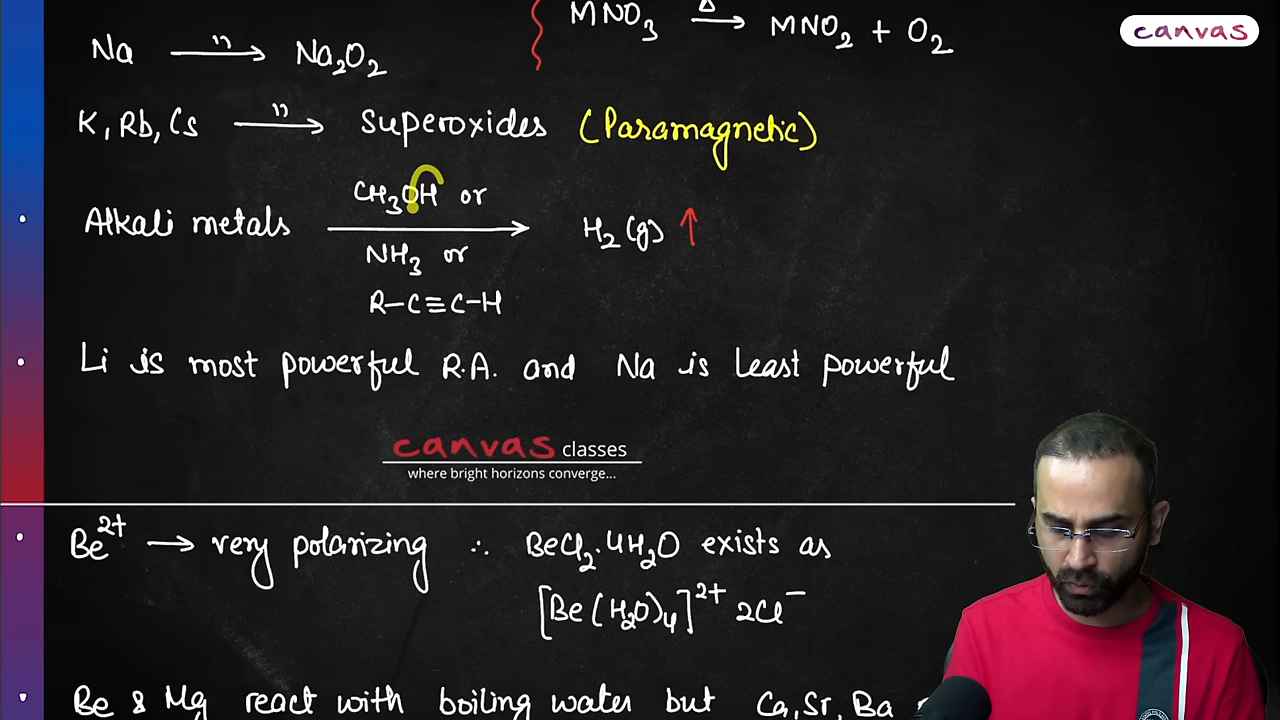 MNO₃ Δ→ MNO₂ + O₂
canvas
Na —"→ Na₂O₂
K, Rb, Cs —"→ Superoxides (Paramagnetic)
CH₃OH or
Alkali metals → H₂(g) ↑
NH₃ or
R–C≡C–H
Li is most powerful R.A. and Na is Least powerful
canvas classes
where bright horizons converge...
Be²⁺ → very polarizing ∴ BeCl₂.4H₂O exists as
[Be(H₂O)₄]²⁺ 2Cl⁻
Be & Mg react with boiling water but Ca, Sr, Ba